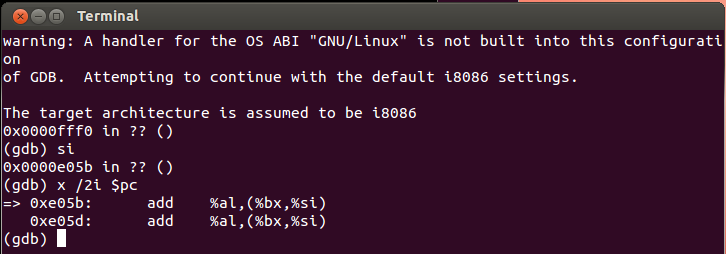 Terminal
warning: A handler for the OS ABI "GNU/Linux" is not built into this configurati
on
of GDB.  Attempting to continue with the default i8086 settings.

The target architecture is assumed to be i8086
0x0000fff0 in ?? ()
(gdb) si
0x0000e05b in ?? ()
(gdb) x /2i $pc
=> 0xe05b:      add    %al,(%bx,%si)
   0xe05d:      add    %al,(%bx,%si)
(gdb)